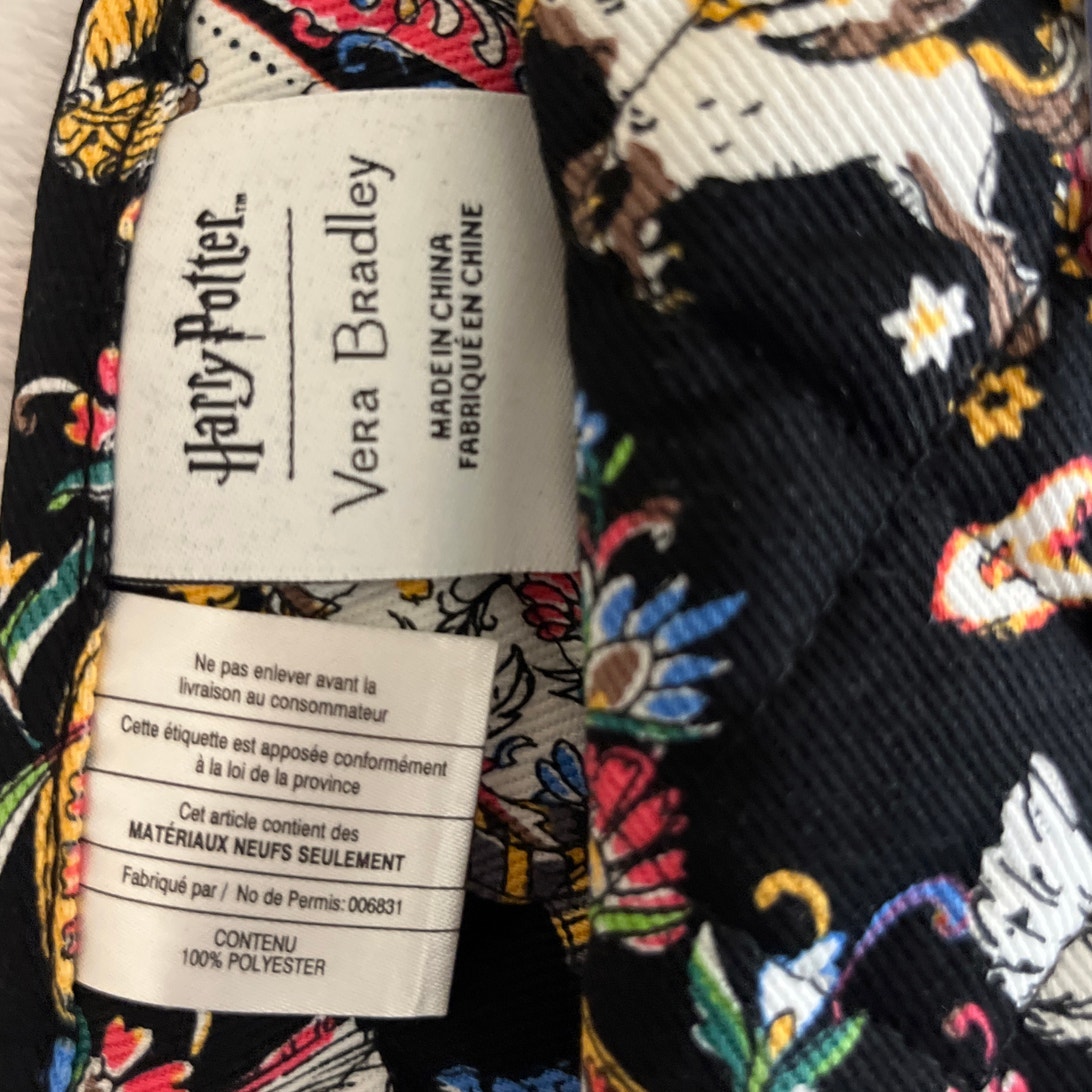 Harry Potter™
Vera Bradley
MADE IN CHINA
FABRIQUÉ EN CHINE
Ne pas enlever avant la
livraison au consommateur
Cette étiquette est apposée conformément
à la loi de la province
Cet article contient des
MATÉRIAUX NEUFS SEULEMENT
Fabriqué par / No de Permis: 006831
CONTENU
100% POLYESTER